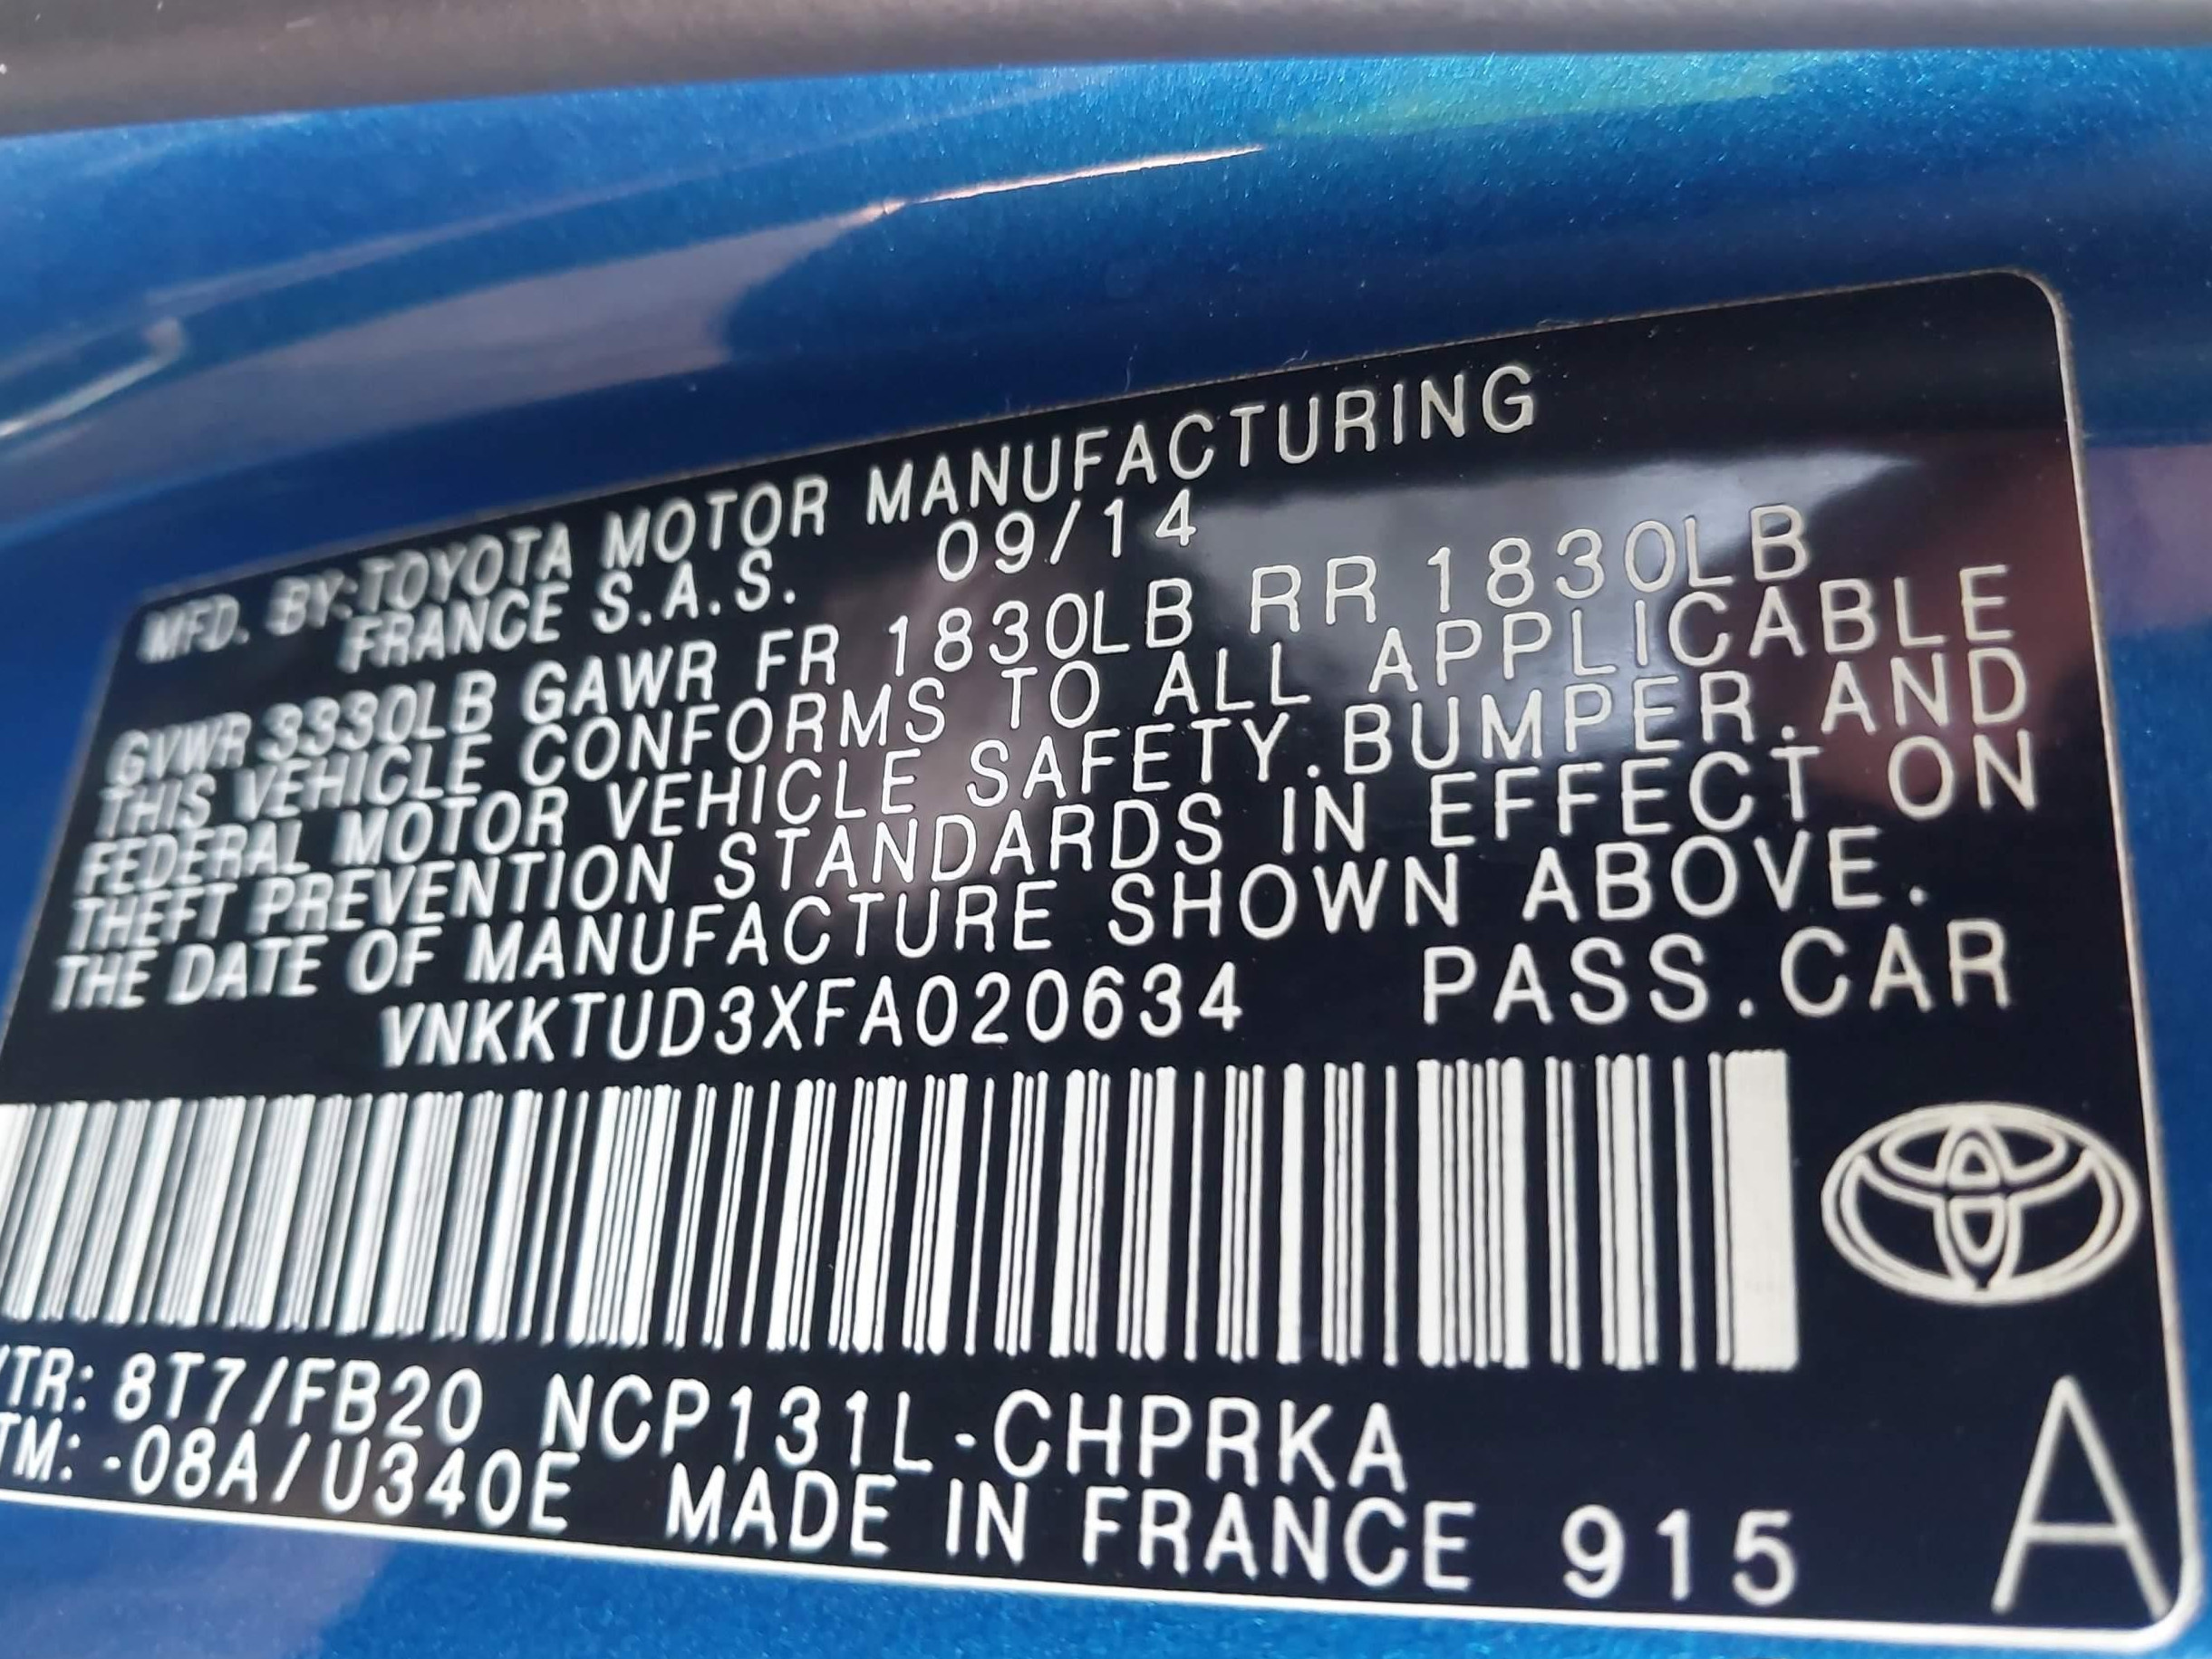 MFD. BY:TOYOTA MOTOR MANUFACTURING
FRANCE S.A.S. 09/14
GVWR 3330LB GAWR FR 1830LB RR 1830LB
THIS VEHICLE CONFORMS TO ALL APPLICABLE
FEDERAL MOTOR VEHICLE SAFETY.BUMPER.AND
THEFT PREVENTION STANDARDS IN EFFECT ON
THE DATE OF MANUFACTURE SHOWN ABOVE.
VNKKTUD3XFA020634 PASS.CAR
/TR: 8T7/FB20 NCP131L-CHPRKA
TM: -08A/U340E MADE IN FRANCE 915
A